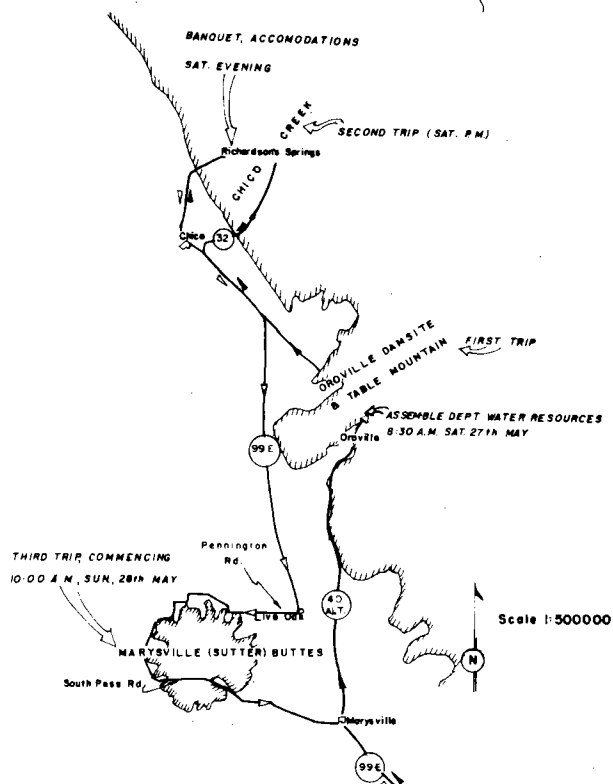 BANQUET, ACCOMODATIONS
SAT. EVENING
CHICO CREEK
SECOND TRIP (SAT. P.M.)
Richardson's Springs
Chico
32
OROVILLE DAMSITE
& TABLE MOUNTAIN
FIRST TRIP
ASSEMBLE DEPT WATER RESOURCES
8:30 A.M. SAT. 27th MAY
Oroville
99E
Pennington
Rd.
THIRD TRIP, COMMENCING
10:00 A.M., SUN., 28th MAY
Live Oak
40
ALT.
Scale 1:500000
MARYSVILLE (SUTTER) BUTTES
N
South Pass Rd.
Marysville
99E